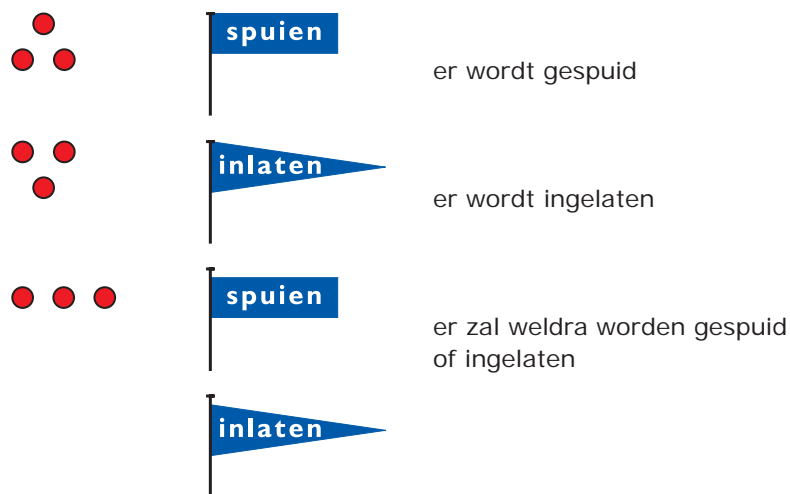 spuien
er wordt gespuid
inlaten
er wordt ingelaten
spuien
er zal weldra worden gespuid
of ingelaten
inlaten